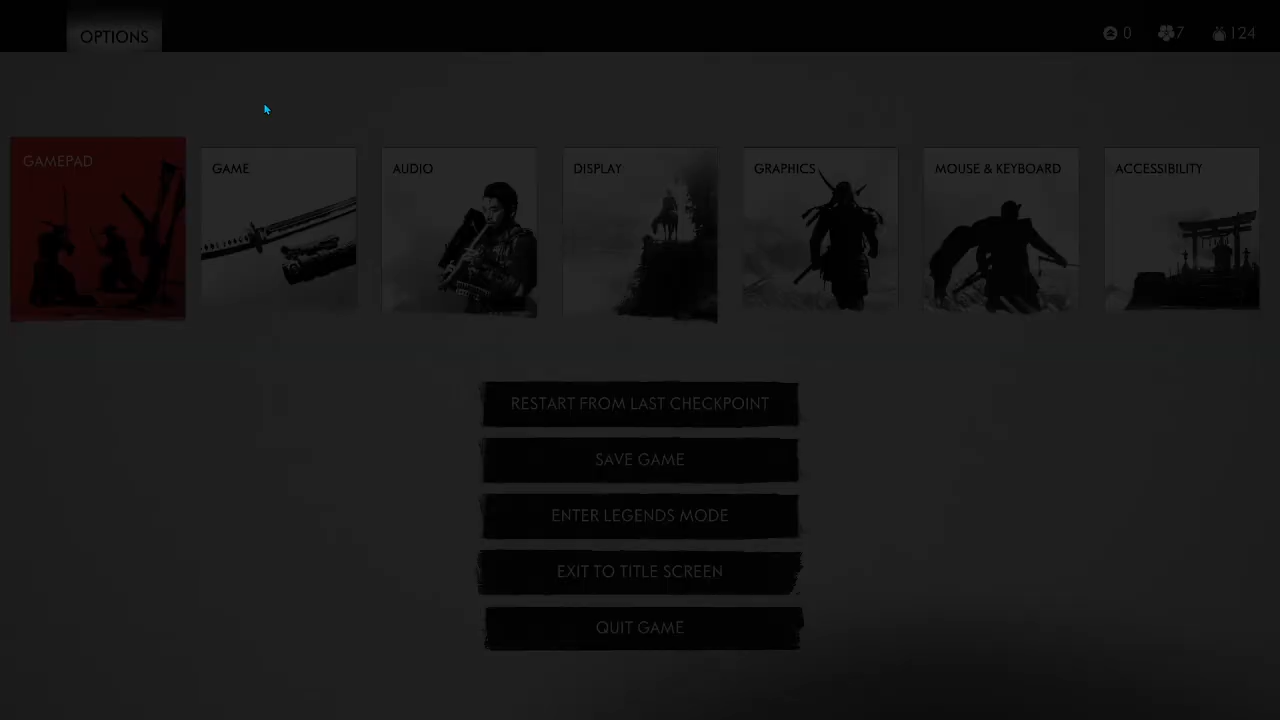 OPTIONS
0 7 124
GAMEPAD
GAME
AUDIO
DISPLAY
GRAPHICS
MOUSE & KEYBOARD
ACCESSIBILITY
RESTART FROM LAST CHECKPOINT
SAVE GAME
ENTER LEGENDS MODE
EXIT TO TITLE SCREEN
QUIT GAME